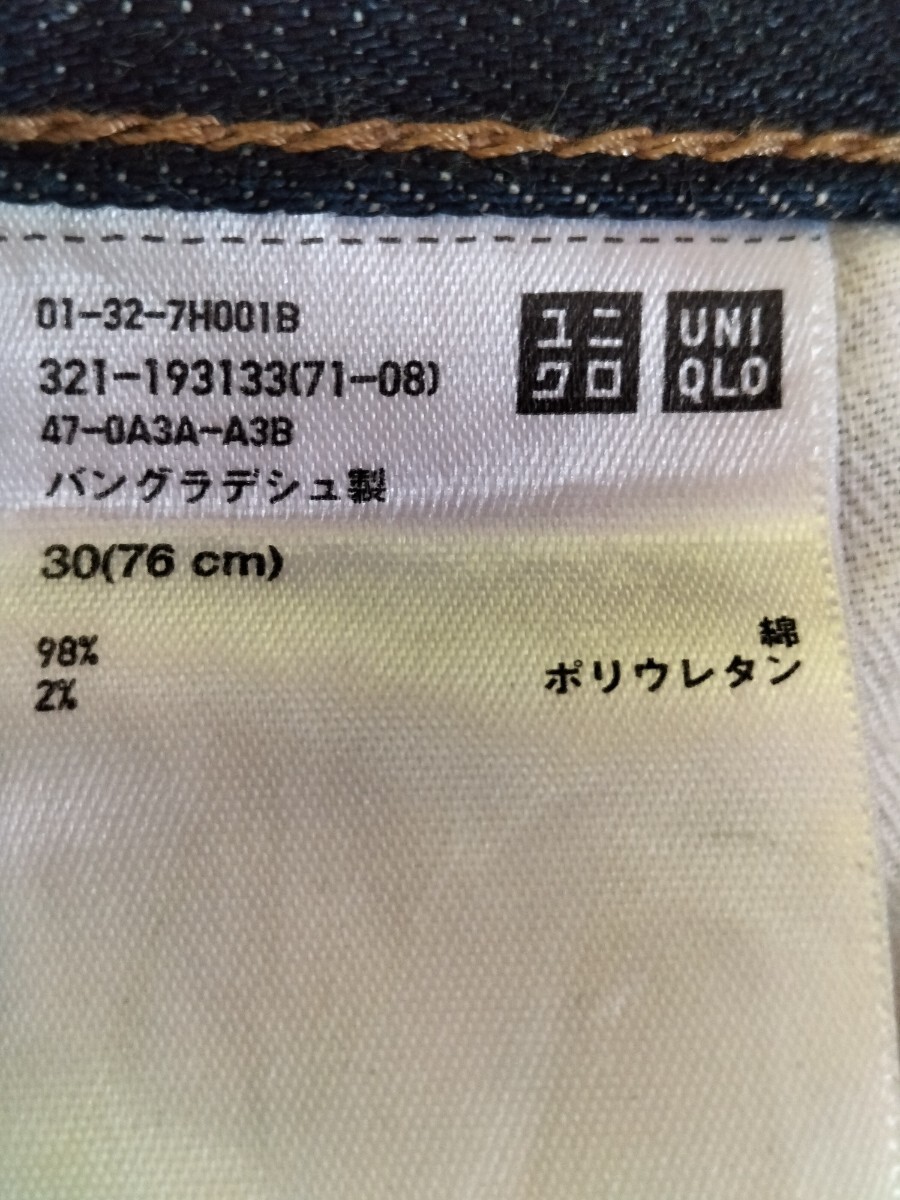 01-32-7H001B
321-193133(71-08)
47-0A3A-A3B
バングラデシュ製
ユニ
クロ
UNI
QLO
30(76 cm)
98% 綿
2% ポリウレタン